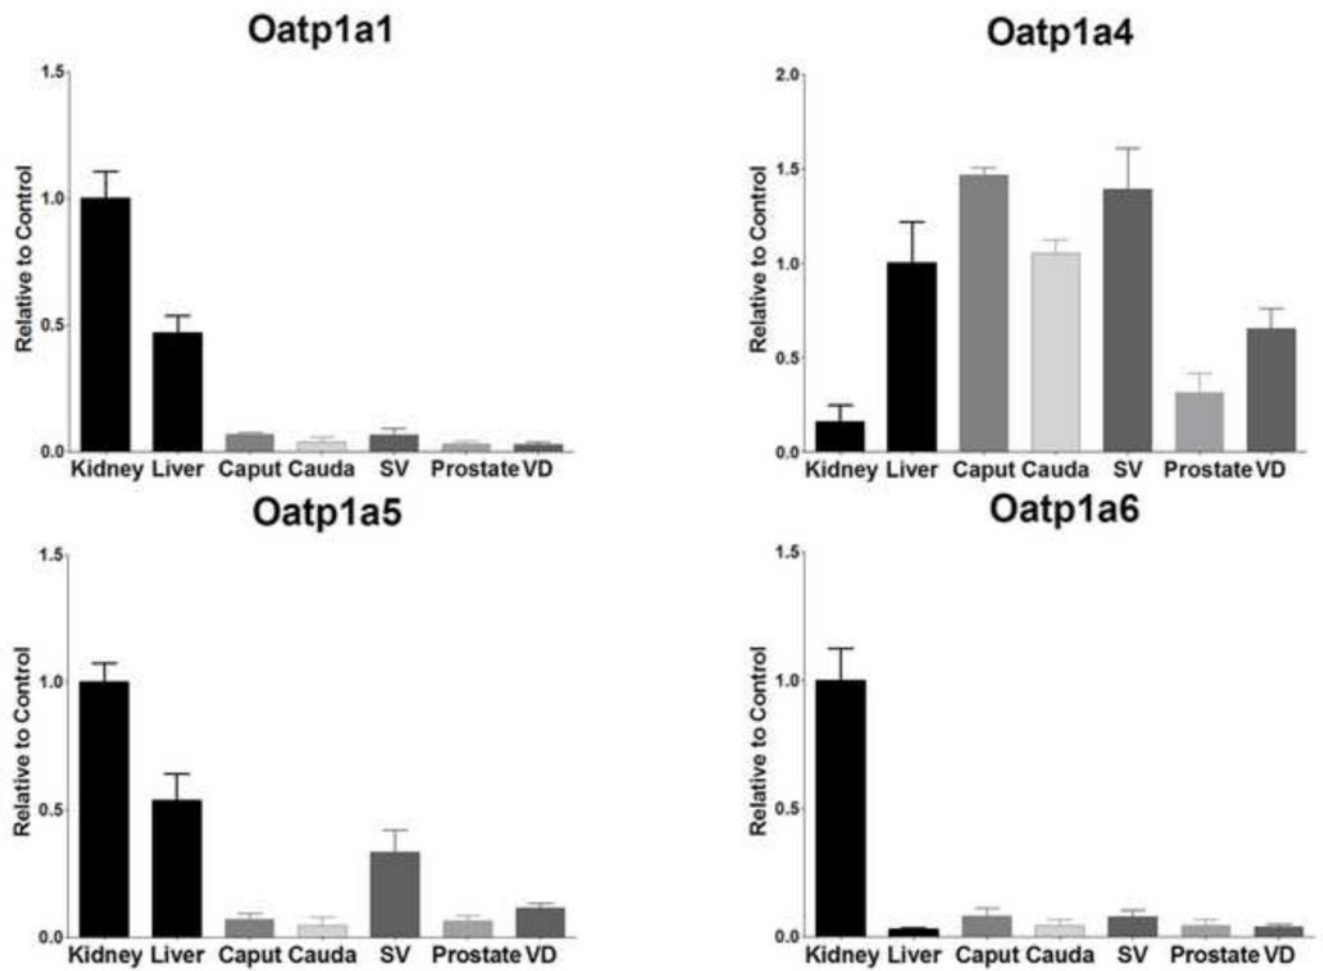 Oatp1a1
1.5
1.0
0.5
0.0
Relative to Control
Kidney Liver Caput Cauda SV Prostate VD
Oatp1a4
2.0
1.5
1.0
0.5
0.0
Relative to Control
Kidney Liver Caput Cauda SV Prostate VD
Oatp1a5
1.5
1.0
0.5
0.0
Relative to Control
Kidney Liver Caput Cauda SV Prostate VD
Oatp1a6
1.5
1.0
0.5
0.0
Relative to Control
Kidney Liver Caput Cauda SV Prostate VD